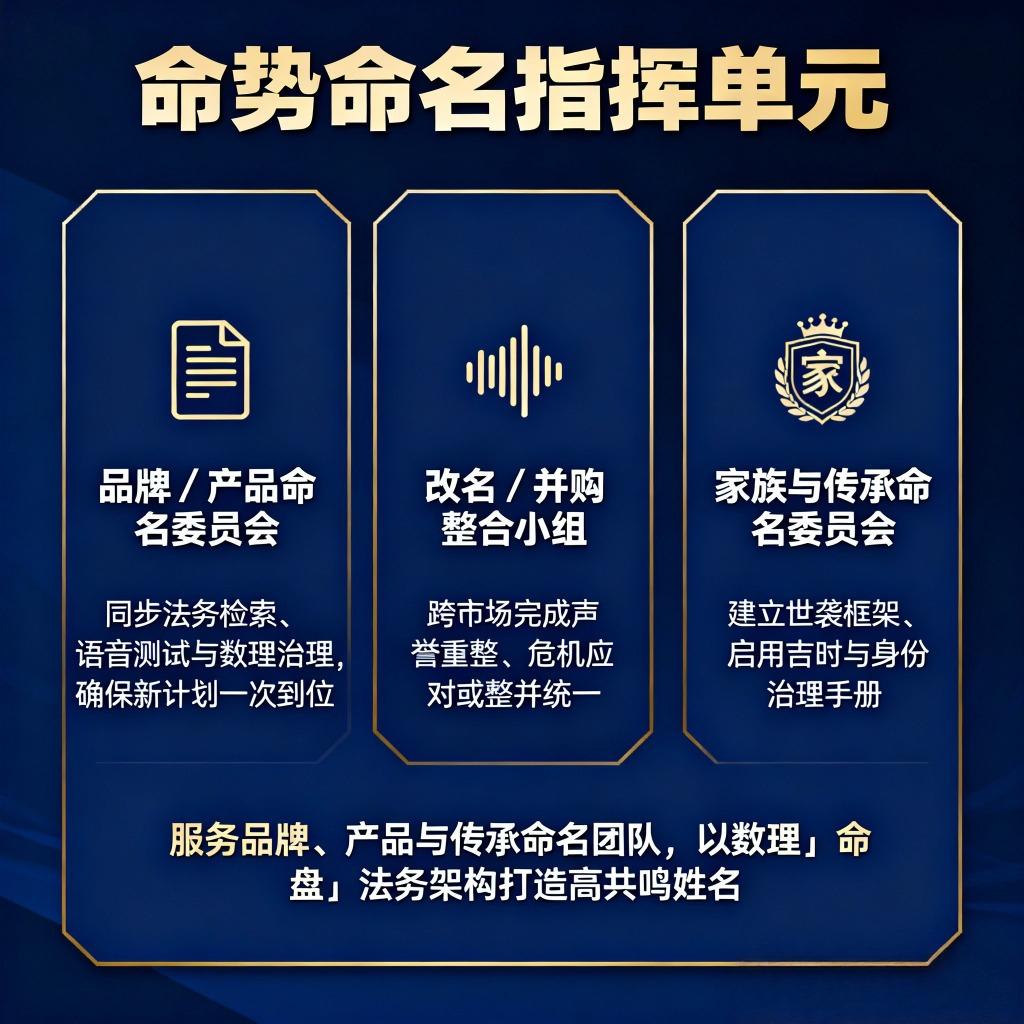 命势命名指挥单元
家
品牌 / 产品命
名委员会
同步法务检索、
语音测试与数理治理，
确保新计划一次到位
改名 / 并购
整合小组
跨市场完成声
誉重整、危机应
对或整并统一
家族与传承命
名委员会
建立世袭框架、
启用吉时与身份
治理手册
服务品牌、产品与传承命名团队，以数理」命
盘」法务架构打造高共鸣姓名